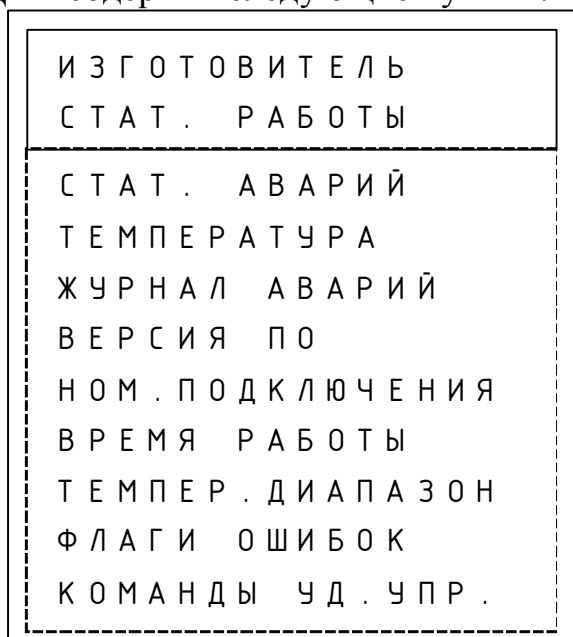 ИЗГОТОВИТЕЛЬ
СТАТ. РАБОТЫ
СТАТ. АВАРИЙ
ТЕМПЕРАТУРА
ЖУРНАЛ АВАРИЙ
ВЕРСИЯ ПО
НОМ.ПОДКЛЮЧЕНИЯ
ВРЕМЯ РАБОТЫ
ТЕМПЕР.ДИАПАЗОН
ФЛАГИ ОШИБОК
КОМАНДЫ УД.УПР.